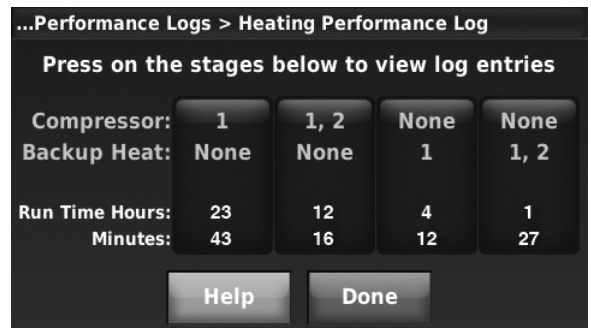 ...Performance Logs > Heating Performance Log
Press on the stages below to view log entries
Compressor: 1 1, 2 None None
Backup Heat: None None 1 1, 2
Run Time Hours: 23 12 4 1
Minutes: 43 16 12 27
Help Done